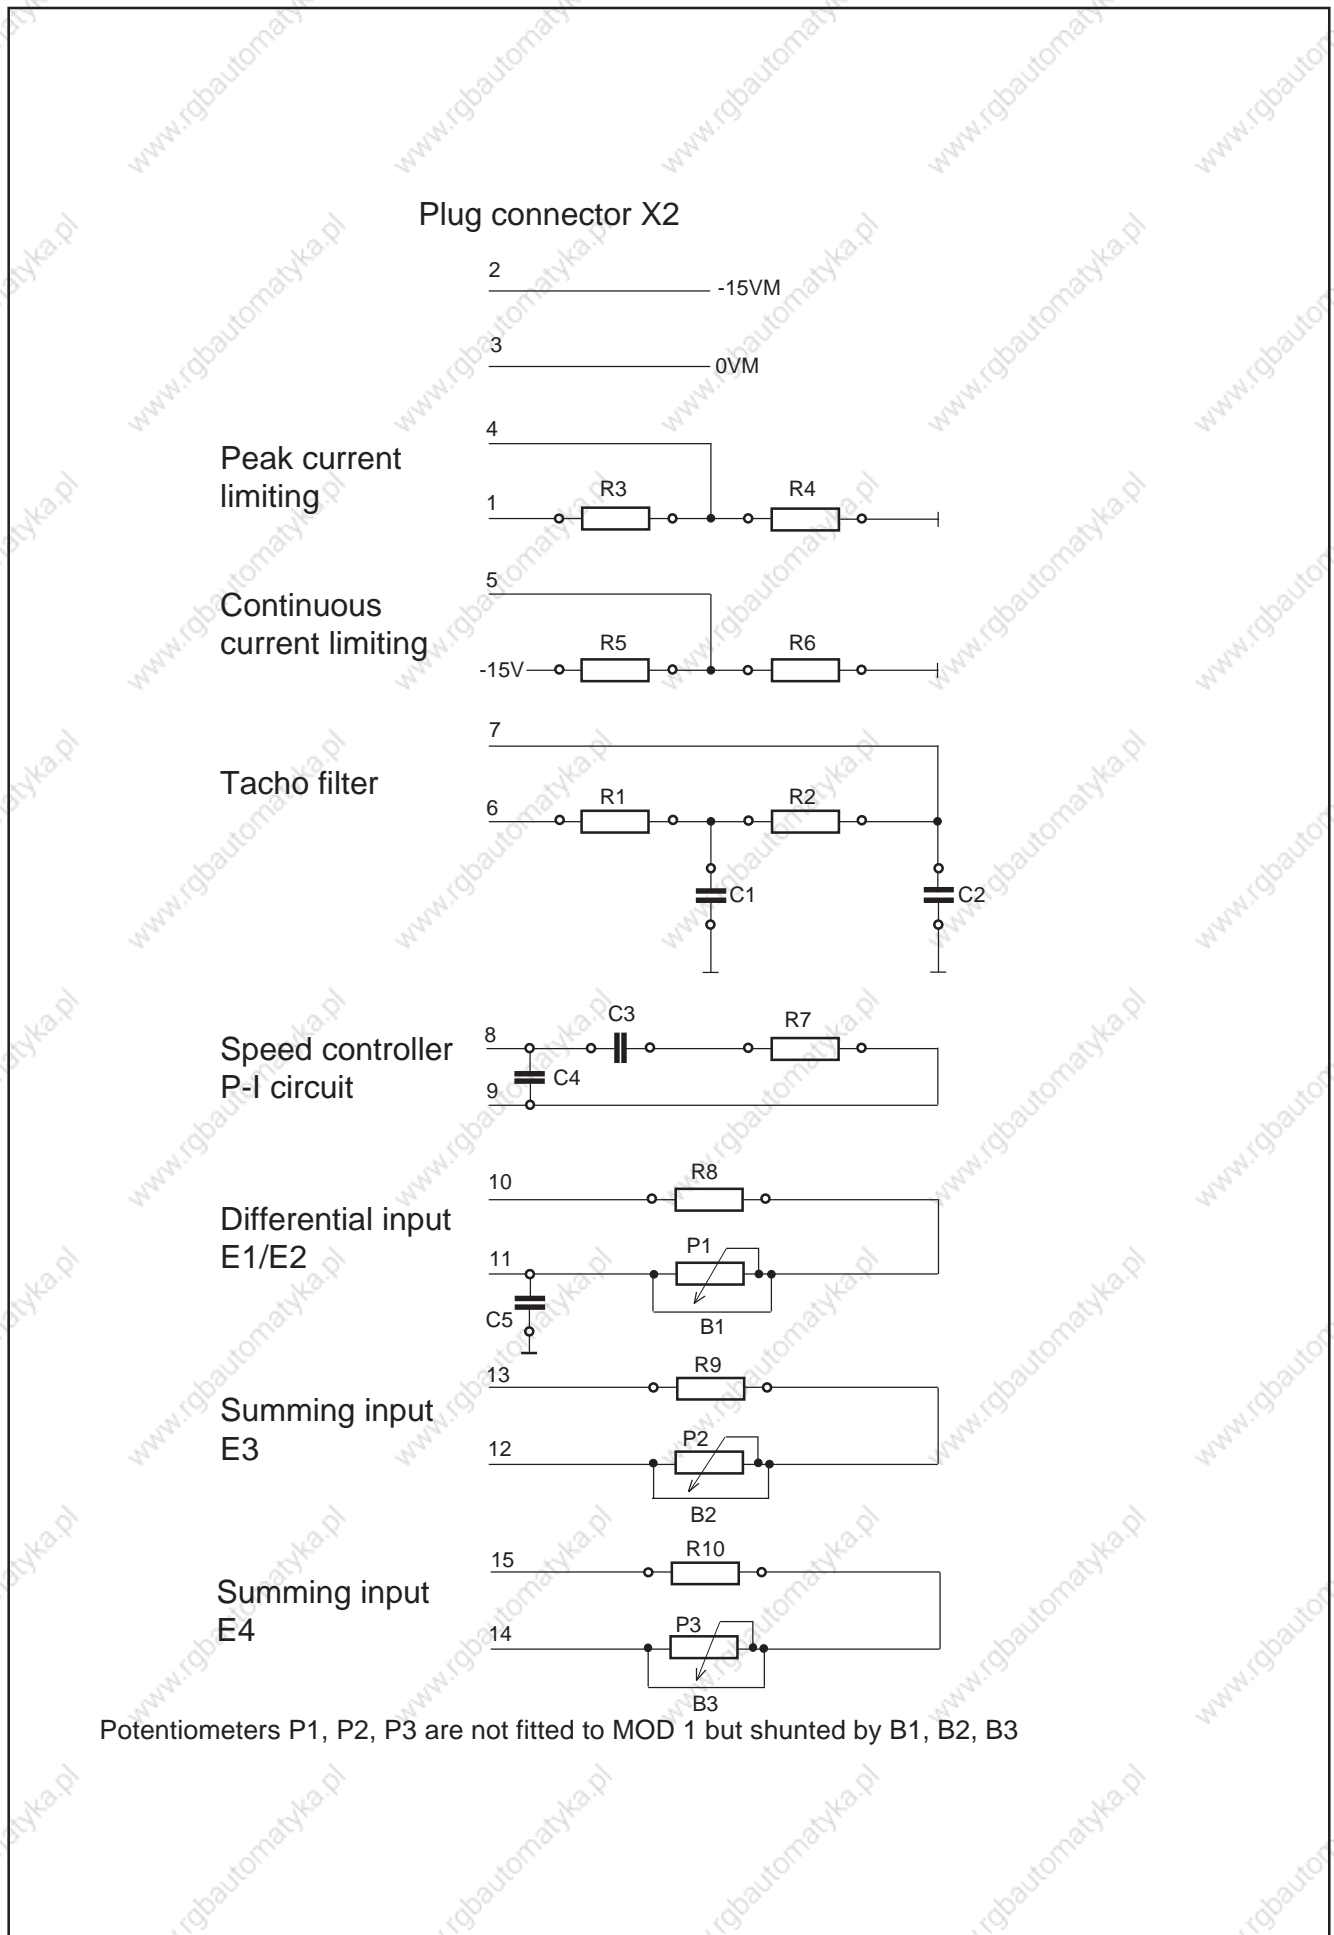 Plug connector X2
2
-15VM
3
0VM
4
Peak current
limiting
1
R3
R4
5
Continuous
current limiting
-15V
R5
R6
7
Tacho filter
6
R1
R2
C1
C2
Speed controller
P-I circuit
8
C3
R7
C4
9
Differential input
E1/E2
10
R8
11
P1
C5
B1
Summing input
E3
13
R9
12
P2
B2
Summing input
E4
15
R10
14
P3
B3
Potentiometers P1, P2, P3 are not fitted to MOD 1 but shunted by B1, B2, B3
www.rgbautomatyka.pl